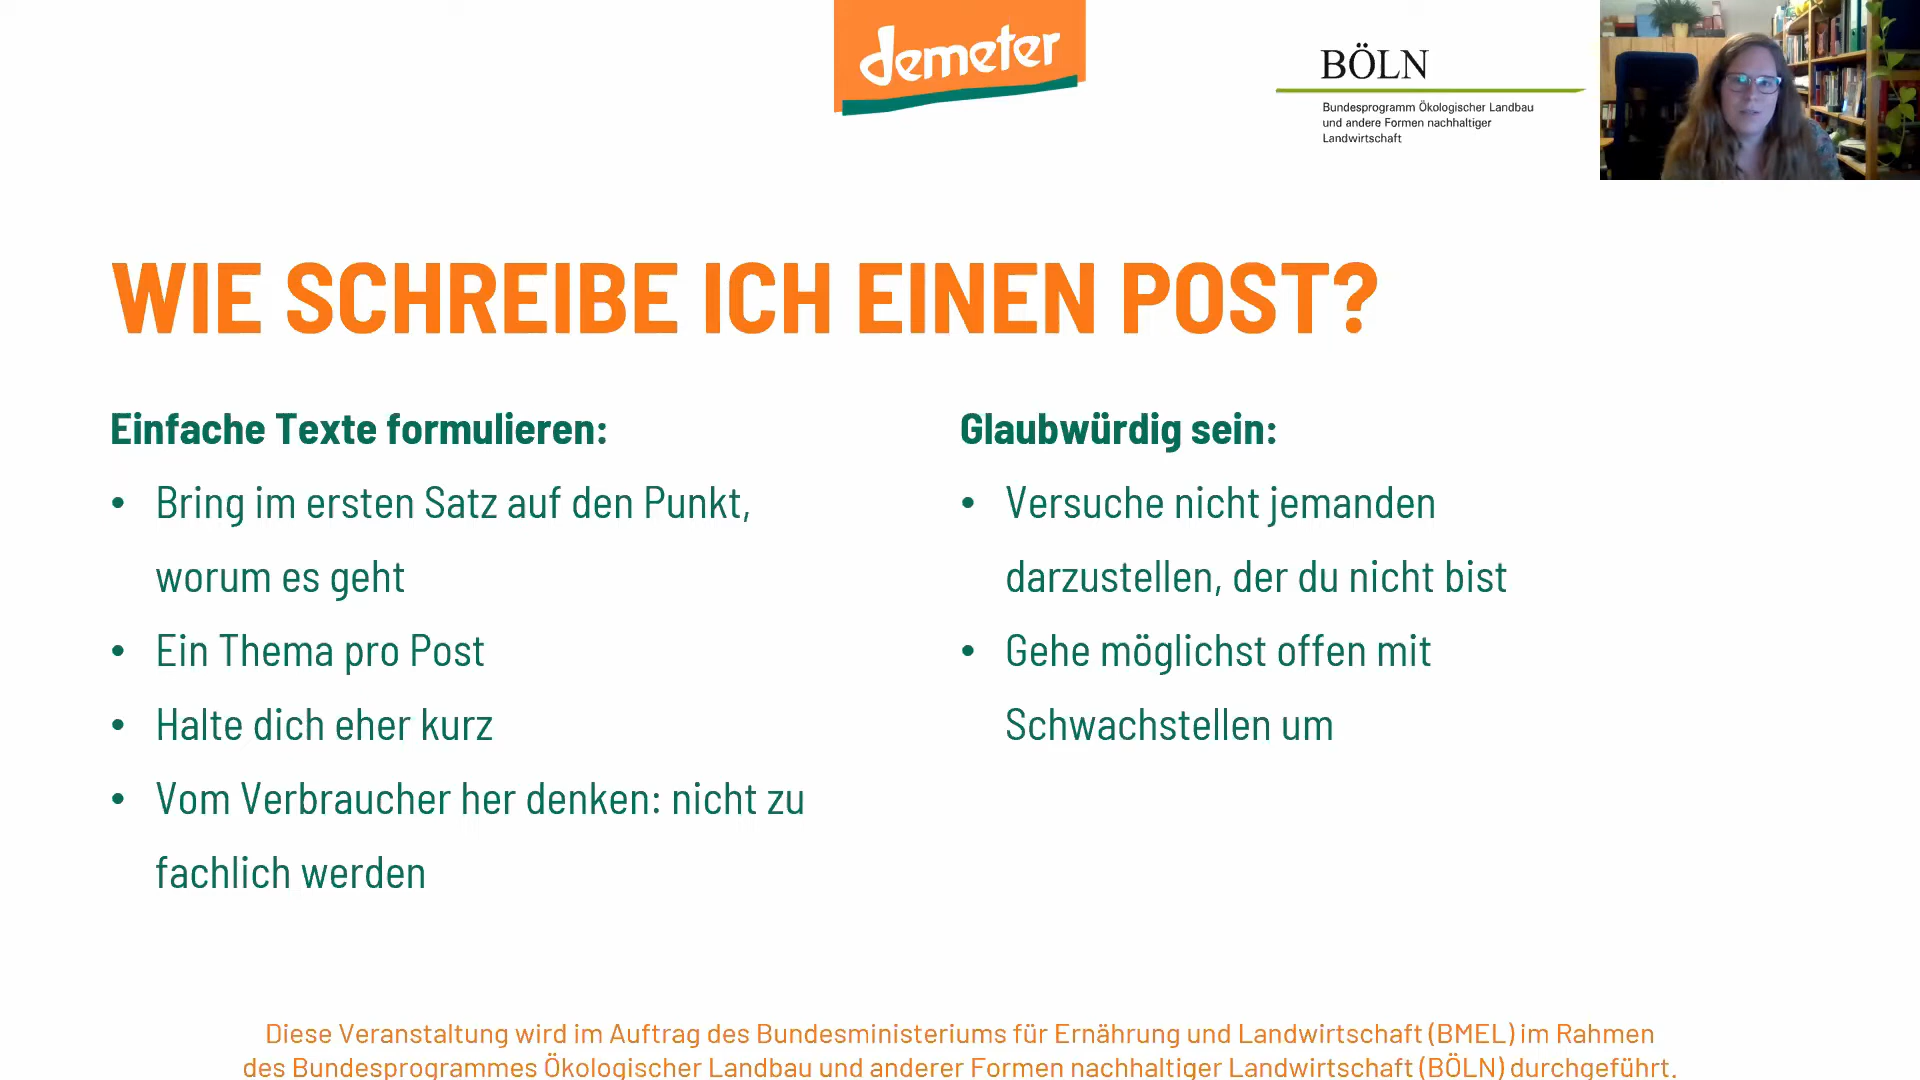 demeter
BÖLN
Bundesprogramm Ökologischer Landbau
und andere Formen nachhaltiger
Landwirtschaft
WIE SCHREIBE ICH EINEN POST?
Einfache Texte formulieren:
• Bring im ersten Satz auf den Punkt,
worum es geht
• Ein Thema pro Post
• Halte dich eher kurz
• Vom Verbraucher her denken: nicht zu
fachlich werden
Glaubwürdig sein:
• Versuche nicht jemanden
darzustellen, der du nicht bist
• Gehe möglichst offen mit
Schwachstellen um
Diese Veranstaltung wird im Auftrag des Bundesministeriums für Ernährung und Landwirtschaft (BMEL) im Rahmen
des Bundesprogrammes Ökologischer Landbau und anderer Formen nachhaltiger Landwirtschaft (BÖLN) durchgeführt.